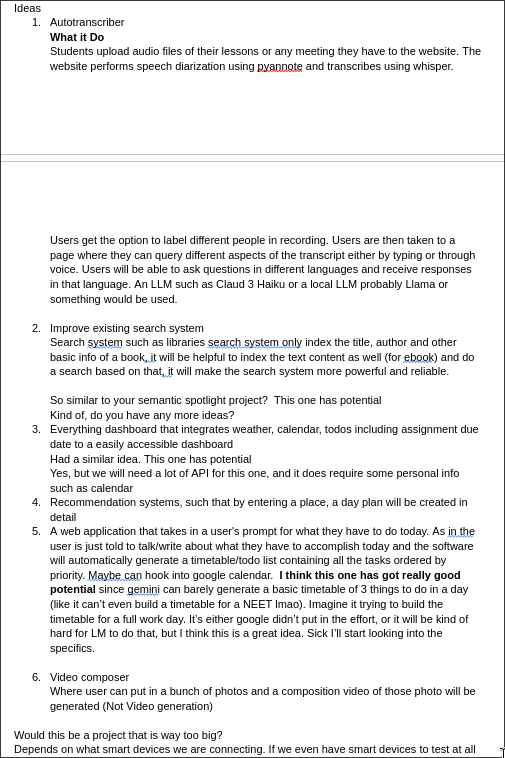 Ideas
1. Autotranscriber
What it Do
Students upload audio files of their lessons or any meeting they have to the website. The
website performs speech diarization using pyannote and transcribes using whisper.
Users get the option to label different people in recording. Users are then taken to a
page where they can query different aspects of the transcript either by typing or through
voice. Users will be able to ask questions in different languages and receive responses
in that language. An LLM such as Claud 3 Haiku or a local LLM probably Llama or
something would be used.
2. Improve existing search system
Search system such as libraries search system only index the title, author and other
basic info of a book, it will be helpful to index the text content as well (for ebook) and do
a search based on that, it will make the search system more powerful and reliable.
So similar to your semantic spotlight project? This one has potential
Kind of, do you have any more ideas?
3. Everything dashboard that integrates weather, calendar, todos including assignment due
date to a easily accessible dashboard
Had a similar idea. This one has potential
Yes, but we will need a lot of API for this one, and it does require some personal info
such as calendar
4. Recommendation systems, such that by entering a place, a day plan will be created in
detail
5. A web application that takes in a user's prompt for what they have to do today. As in the
user is just told to talk/write about what they have to accomplish today and the software
will automatically generate a timetable/todo list containing all the tasks ordered by
priority. Maybe can hook into google calendar. I think this one has got really good
potential since gemini can barely generate a basic timetable of 3 things to do in a day
(like it can't even build a timetable for a NEET lmao). Imagine it trying to build the
timetable for a full work day. It's either google didn't put in the effort, or it will be kind of
hard for LM to do that, but I think this is a great idea. Sick I'll start looking into the
specifics.
6. Video composer
Where user can put in a bunch of photos and a composition video of those photo will be
generated (Not Video generation)
Would this be a project that is way too big?
Depends on what smart devices we are connecting. If we even have smart devices to test at all